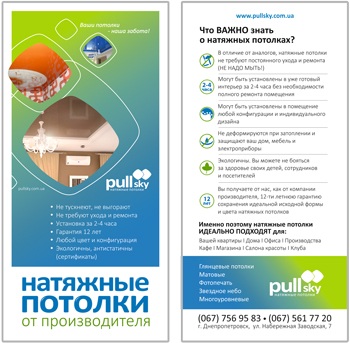 Ваши потолки
- наша забота!
pullsky.com.ua
pull sky
натяжные потолки
• Не тускнеют, не выгорают
• Не требуют ухода и ремонта
• Установка за 2-4 часа
• Гарантия 12 лет
• Любой цвет и конфигурация
• Экологичны, антистатичны
(сертификаты)
НАТЯЖНЫЕ
ПОТОЛКИ
от производителя
www.pullsky.com.ua
Что ВАЖНО знать
о натяжных потолках?
В отличие от аналогов, натяжные потолки
не требуют постоянного ухода и ремонта
(НЕ НАДО МЫТЬ!)
2-4
часа
Могут быть установлены в уже готовый
интерьер за 2-4 часа без необходимости
полного ремонта помещения
Могут быть установлены в помещение
любой конфигурации и индивидуального
дизайна
Не деформируются при затоплении и
защищают ваш дом, мебель и
электроприборы
Экологичны. Вы можете не бояться
за здоровье своих детей, сотрудников
и посетителей
12
лет
Вы получаете от нас, как от компании
производителя, 12-ти летнюю гарантию
сохранения идеальной исходной формы
и цвета натяжных потолков
Именно поэтому натяжные потолки
ИДЕАЛЬНО ПОДХОДЯТ для:
Вашей квартиры I Дома I Офиса I Производства
Кафе I Магазина I Салона красоты I Клуба
Глянцевые потолки
Матовые
Фотопечать
Звездное небо
Многоуровневые
pull sky
натяжные потолки
(067) 756 95 83 • (067) 561 77 20
г. Днепропетровск, ул. Набережная Заводская, 7